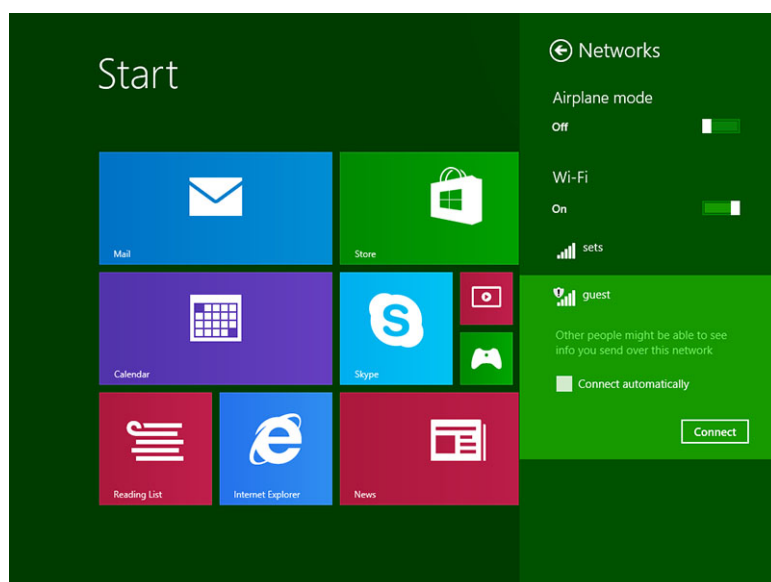 Start
Mail
Store
Calendar
Skype
Reading List
Internet Explorer
News
Networks
Airplane mode
Off
Wi-Fi
On
sets
guest
Other people might be able to see
info you send over this network
Connect automatically
Connect